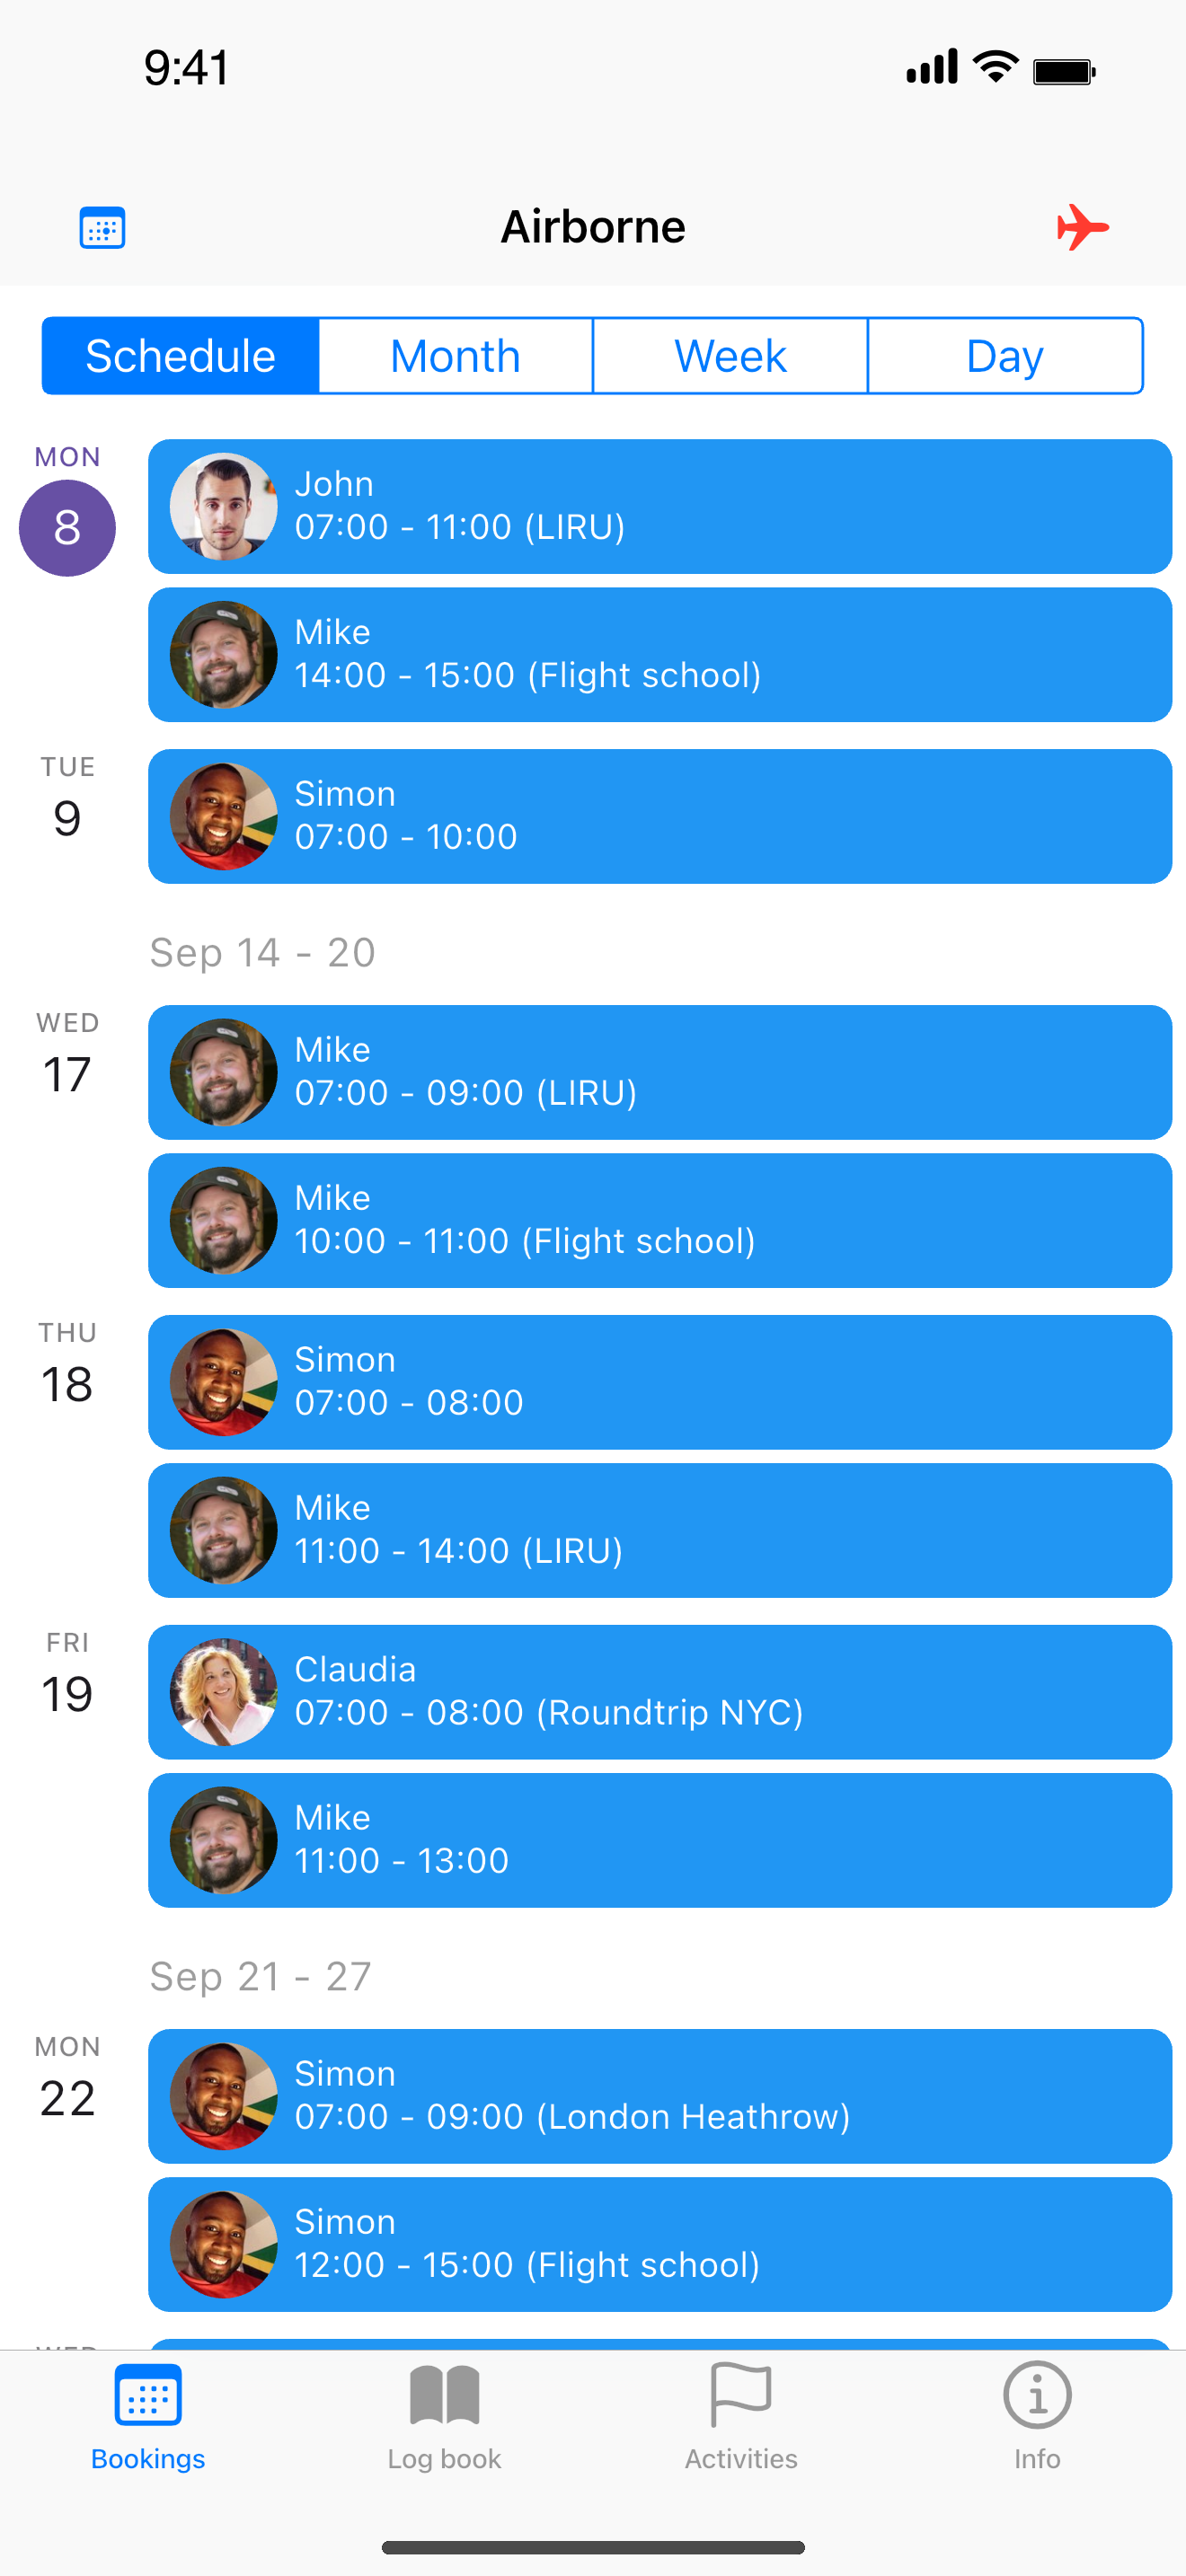 9:41
Airborne
Schedule Month Week Day
MON
8
John
07:00 - 11:00 (LIRU)
Mike
14:00 - 15:00 (Flight school)
TUE
9
Simon
07:00 - 10:00
Sep 14 - 20
WED
17
Mike
07:00 - 09:00 (LIRU)
Mike
10:00 - 11:00 (Flight school)
THU
18
Simon
07:00 - 08:00
Mike
11:00 - 14:00 (LIRU)
FRI
19
Claudia
07:00 - 08:00 (Roundtrip NYC)
Mike
11:00 - 13:00
Sep 21 - 27
MON
22
Simon
07:00 - 09:00 (London Heathrow)
Simon
12:00 - 15:00 (Flight school)
Bookings Log book Activities Info